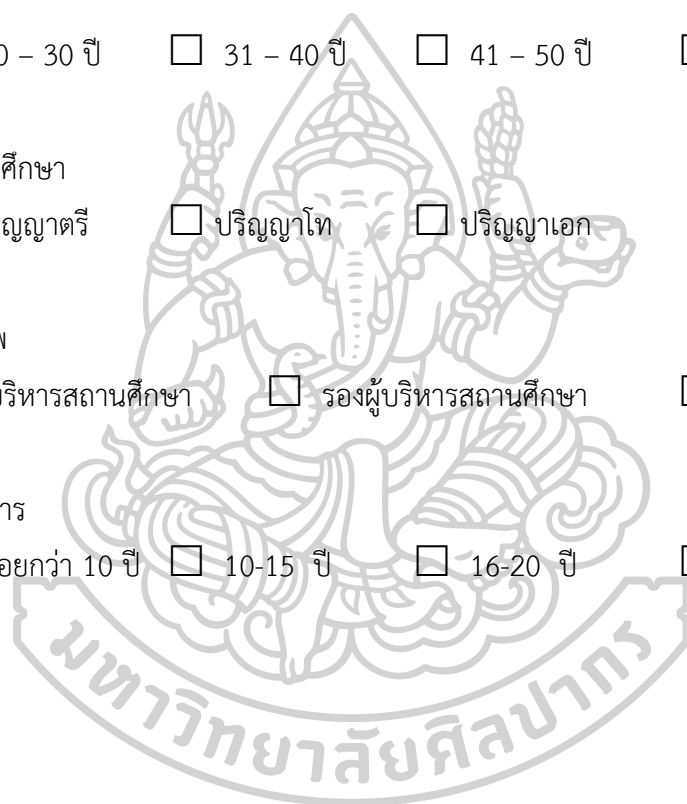 0 – 30 ปี ☐ 31 – 40 ปี ☐ 41 – 50 ปี ☐
ศึกษา
ญญาตรี ☐ ปริญญาโท ☐ ปริญญาเอก
พ
ริหารสถานศึกษา ☐ รองผู้บริหารสถานศึกษา ☐
าร
อยกว่า 10 ปี ☐ 10-15 ปี ☐ 16-20 ปี ☐
มหาวิทยาลัยศิลปากร